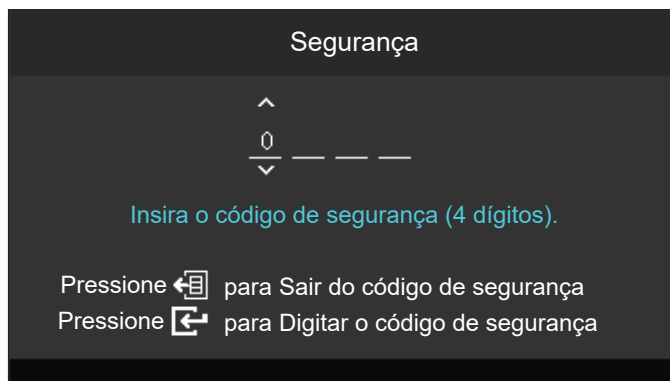 Segurança
0
Insira o código de segurança (4 dígitos).
Pressione para Sair do código de segurança
Pressione para Digitar o código de segurança